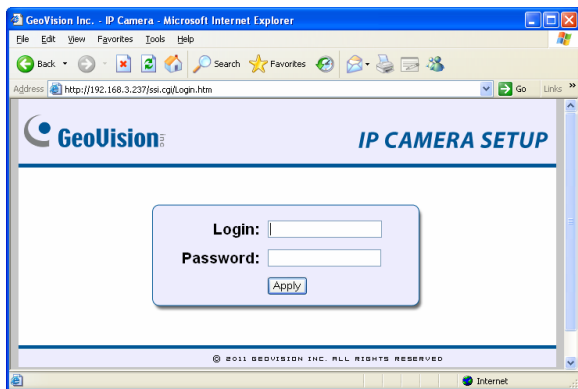 GeoVision Inc. - IP Camera - Microsoft Internet Explorer
File Edit View Favorites Tools Help
Back Search Favorites
Address http://192.168.3.237/ssi.cgi/Login.htm Go Links »
GeoVision Inc IP CAMERA SETUP
Login:
Password:
Apply
© 2011 GEOVISION INC. ALL RIGHTS RESERVED
Internet